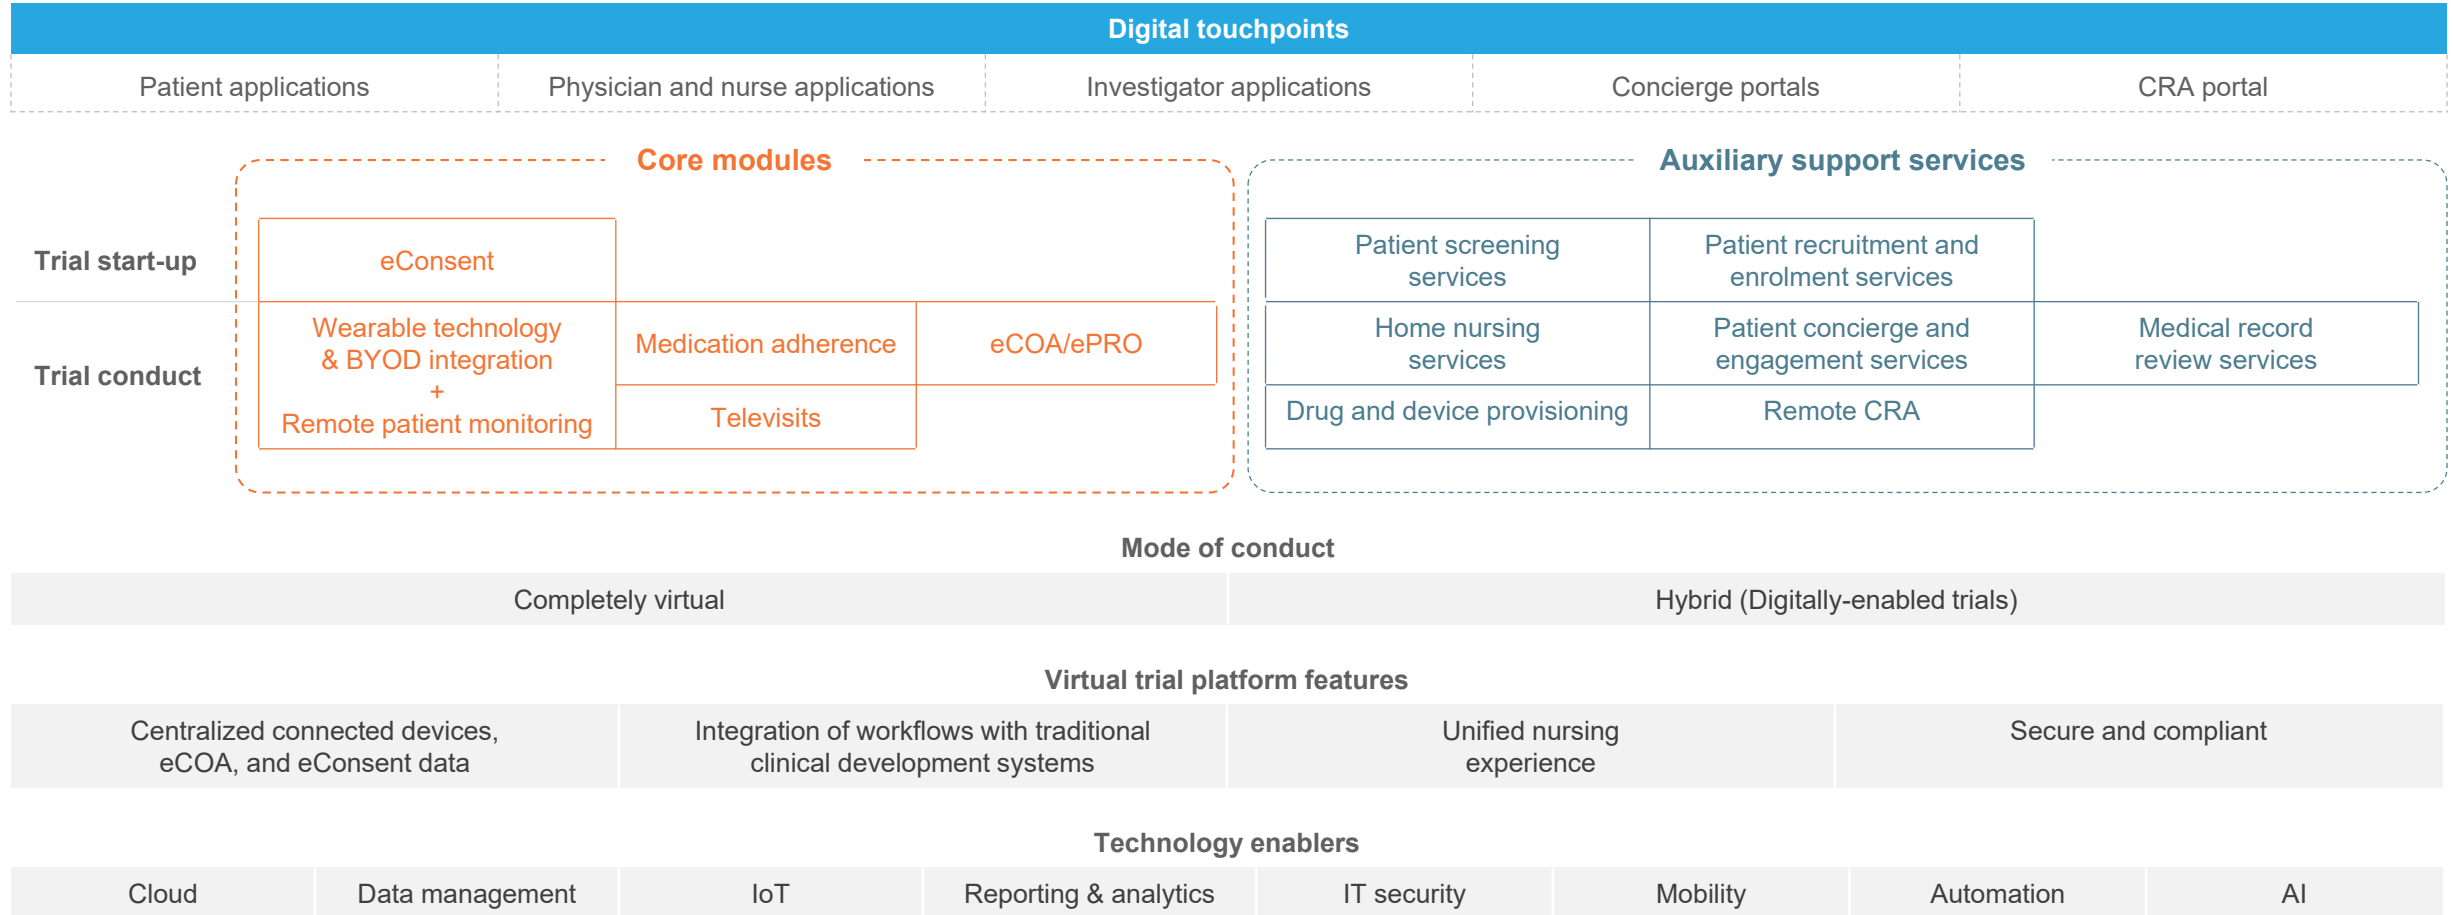 Digital touchpoints
Patient applications
Physician and nurse applications
Investigator applications
Concierge portals
CRA portal
Core modules
Auxiliary support services
Trial start-up
eConsent
Patient screening
services
Patient recruitment and
enrolment services
Trial conduct
Wearable technology
& BYOD integration
+
Remote patient monitoring
Medication adherence
eCOA/ePRO
Televisits
Home nursing
services
Patient concierge and
engagement services
Medical record
review services
Drug and device provisioning
Remote CRA
Mode of conduct
Completely virtual
Hybrid (Digitally-enabled trials)
Virtual trial platform features
Centralized connected devices,
eCOA, and eConsent data
Integration of workflows with traditional
clinical development systems
Unified nursing
experience
Secure and compliant
Technology enablers
Cloud
Data management
IoT
Reporting & analytics
IT security
Mobility
Automation
AI